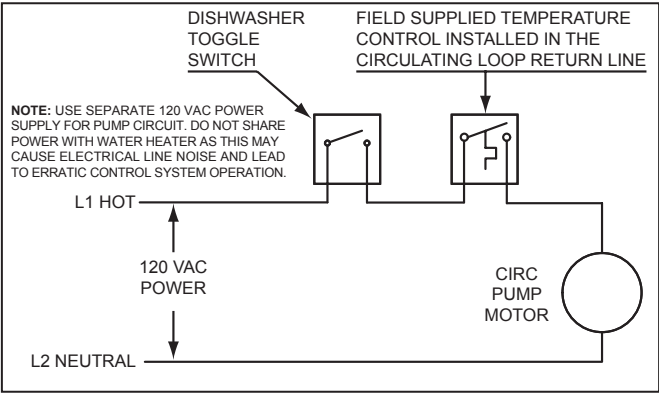 DISHWASHER
TOGGLE
SWITCH
FIELD SUPPLIED TEMPERATURE
CONTROL INSTALLED IN THE
CIRCULATING LOOP RETURN LINE
NOTE: USE SEPARATE 120 VAC POWER
SUPPLY FOR PUMP CIRCUIT. DO NOT SHARE
POWER WITH WATER HEATER AS THIS MAY
CAUSE ELECTRICAL LINE NOISE AND LEAD
TO ERRATIC CONTROL SYSTEM OPERATION.
L1 HOT
120 VAC
POWER
CIRC
PUMP
MOTOR
L2 NEUTRAL